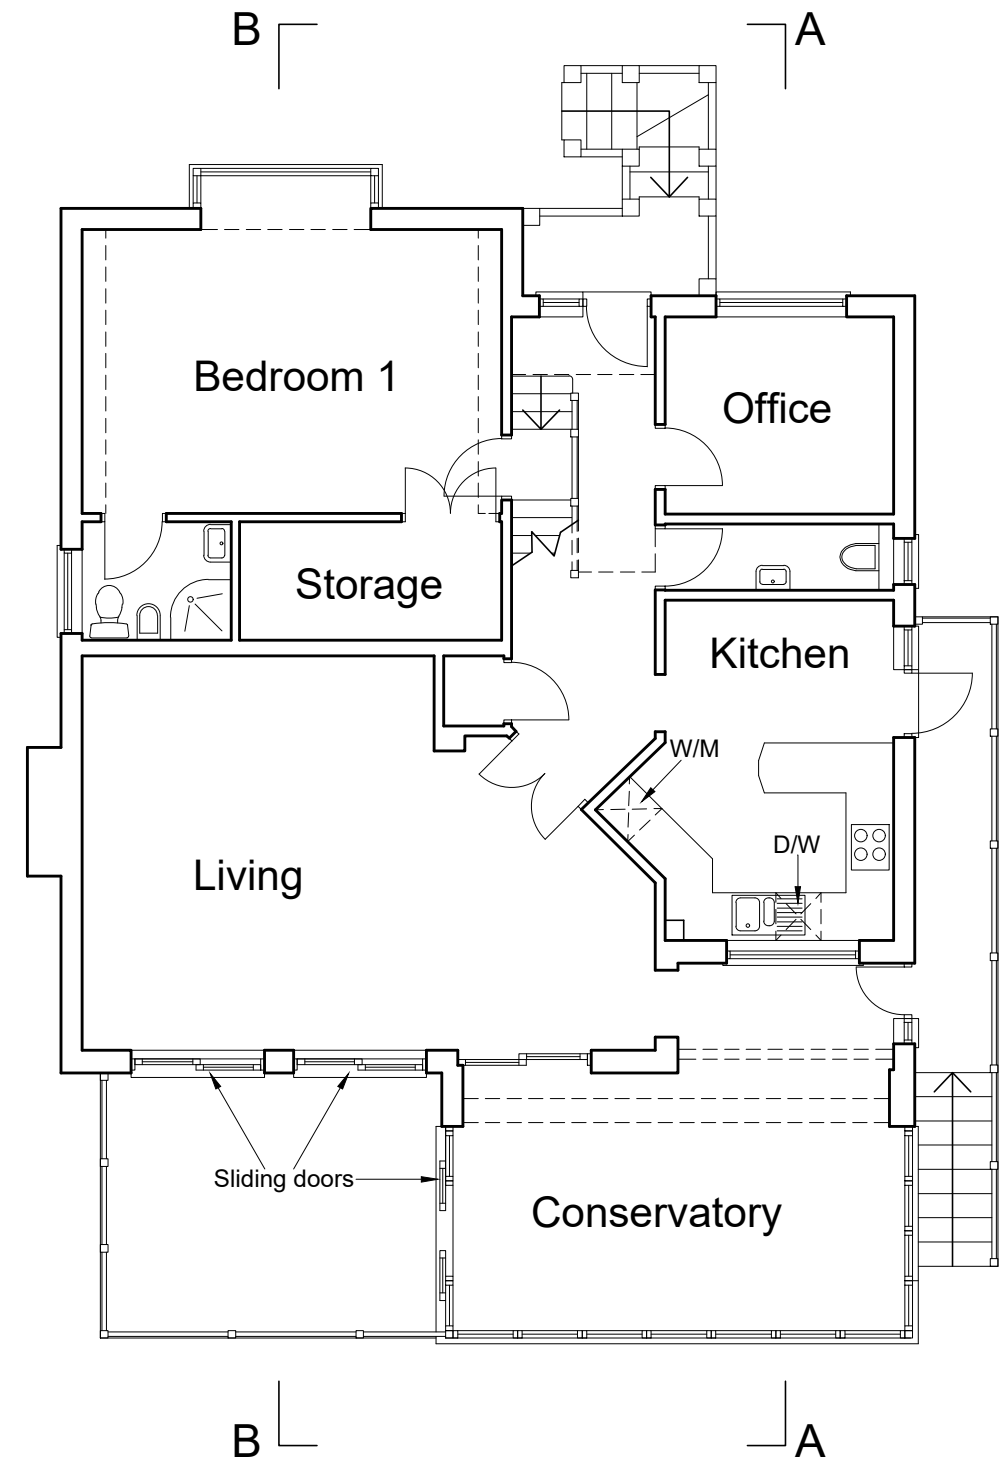 B
A
Bedroom 1
Office
Storage
Kitchen
W/M
D/W
Living
Sliding doors
Conservatory
B
A